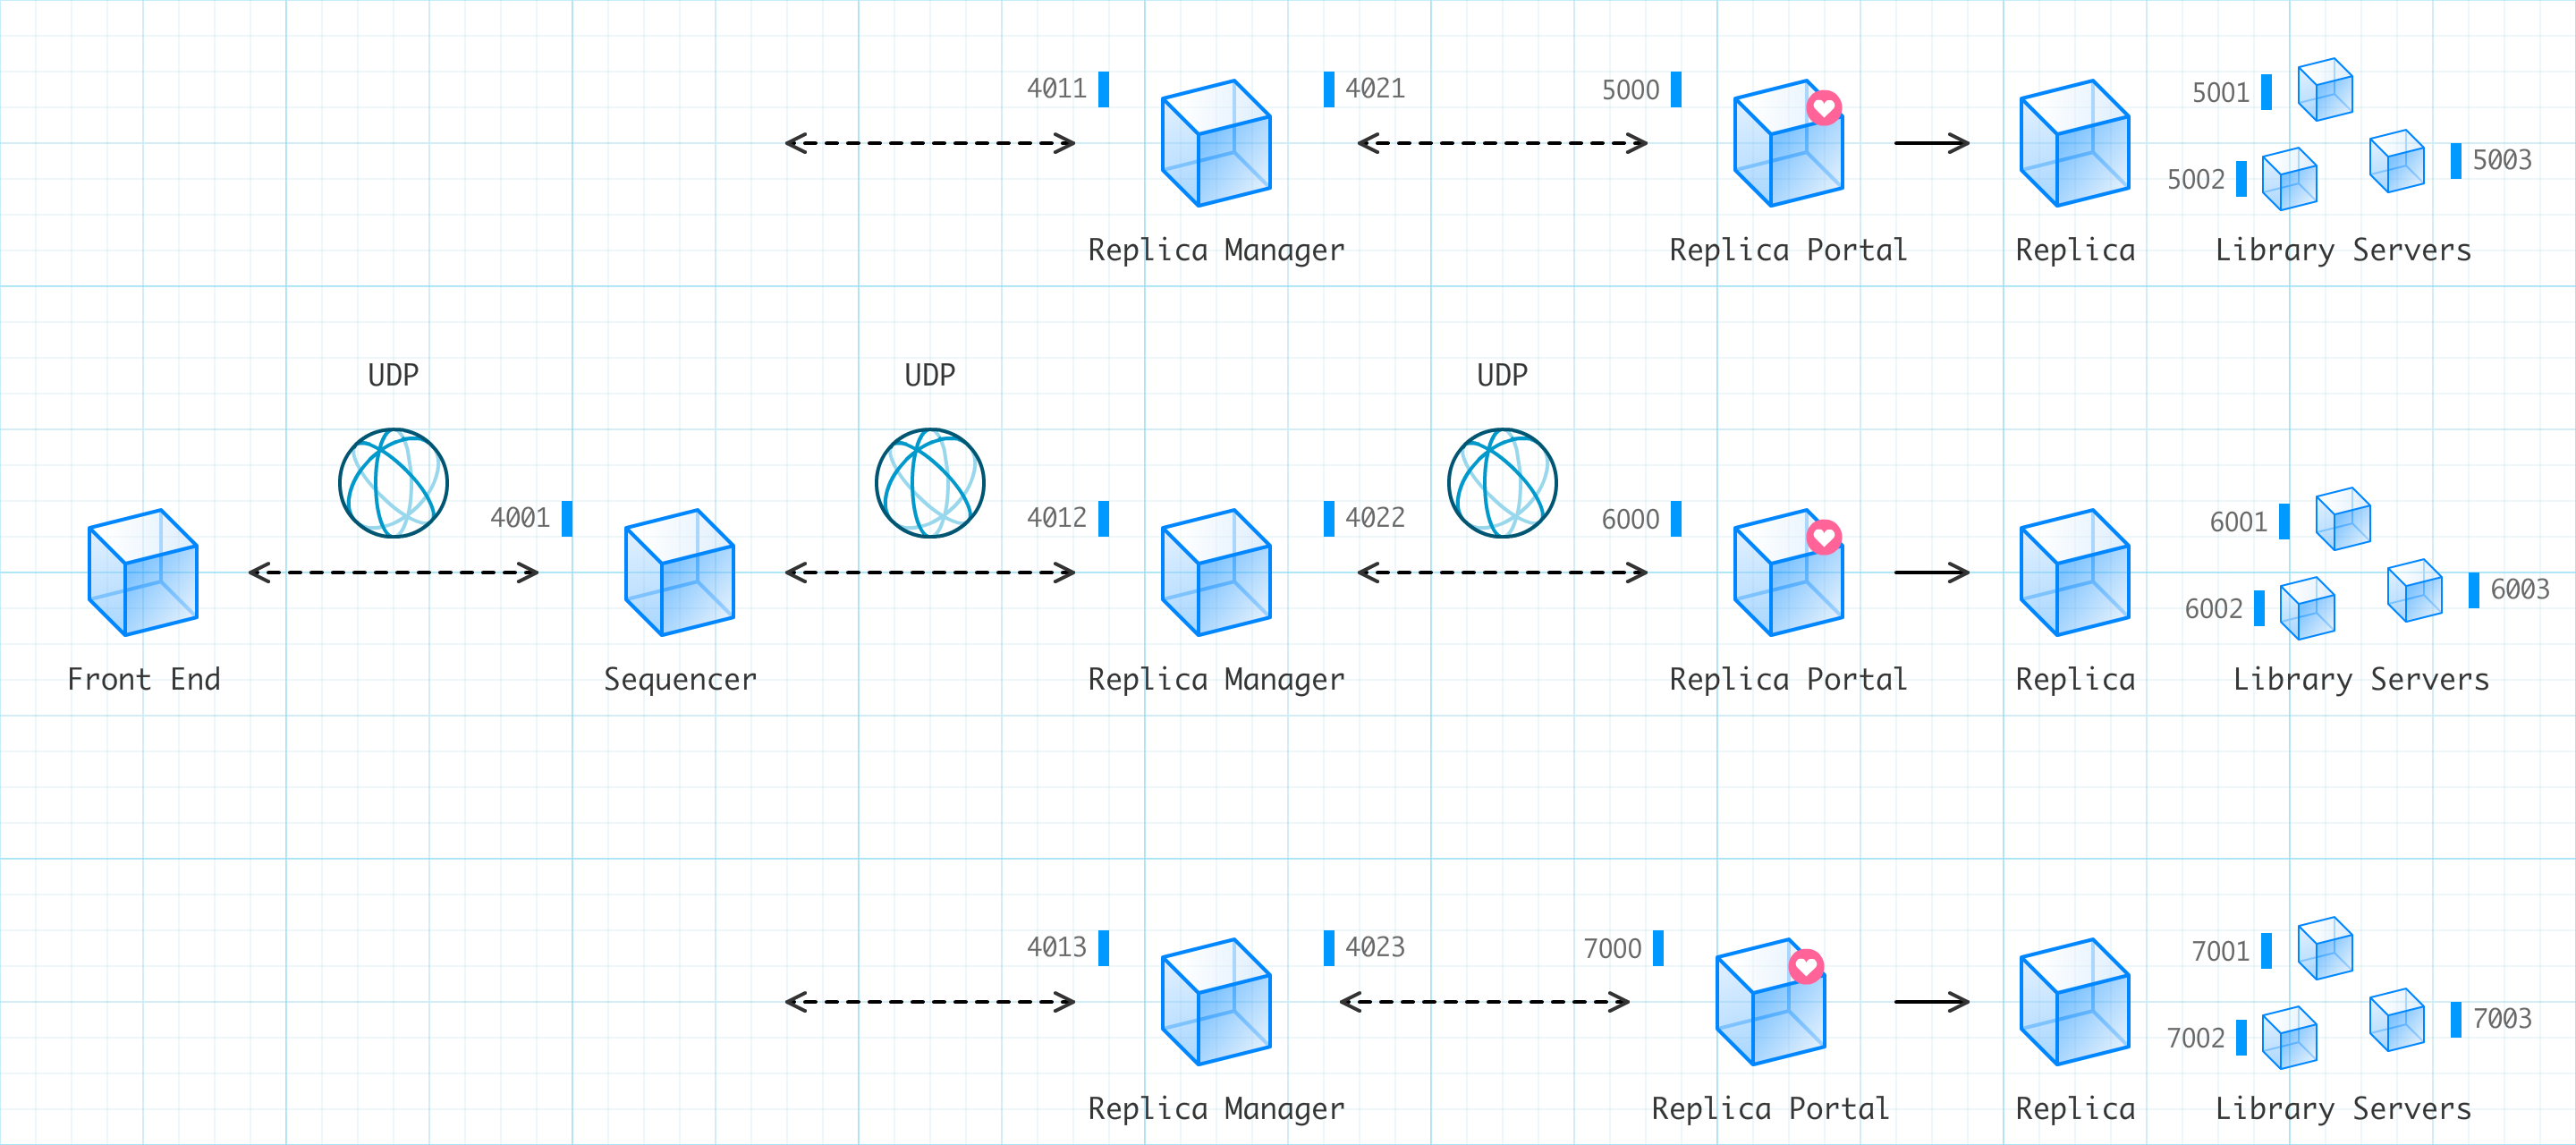 4011
4021
5000
5001
5002
5003
Replica Manager
Replica Portal
Replica
Library Servers
UDP
UDP
UDP
4001
4012
4022
6000
6001
6002
6003
Front End
Sequencer
Replica Manager
Replica Portal
Replica
Library Servers
4013
4023
7000
7001
7002
7003
Replica Manager
Replica Portal
Replica
Library Servers